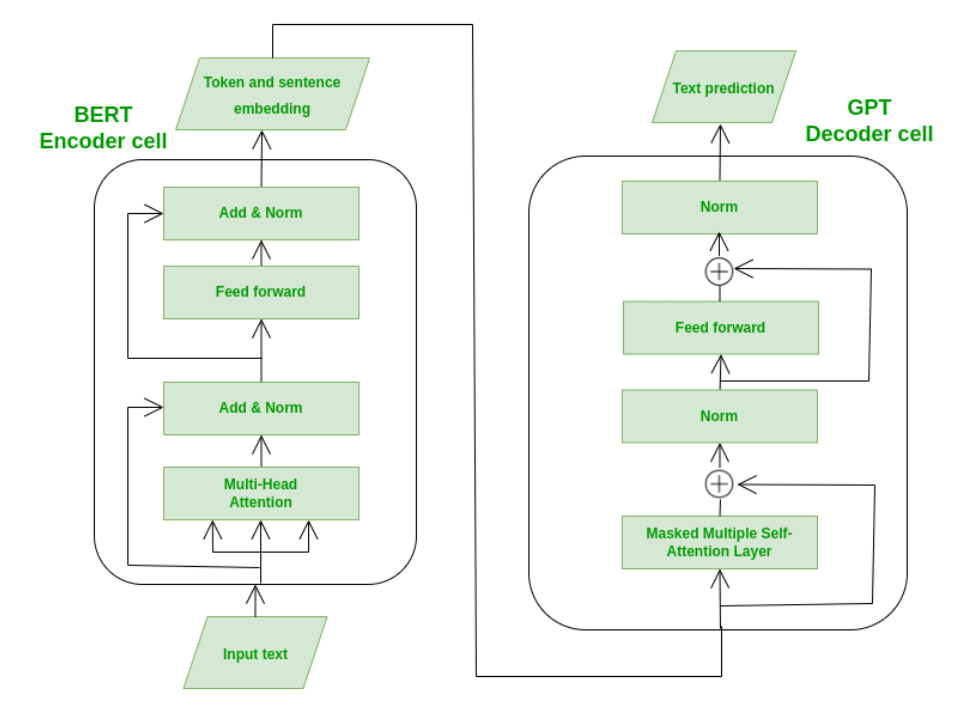 Token and sentence
embedding
BERT
Encoder cell
Add & Norm
Feed forward
Add & Norm
Multi-Head
Attention
Input text
Text prediction
GPT
Decoder cell
Norm
Feed forward
Norm
Masked Multiple Self-
Attention Layer